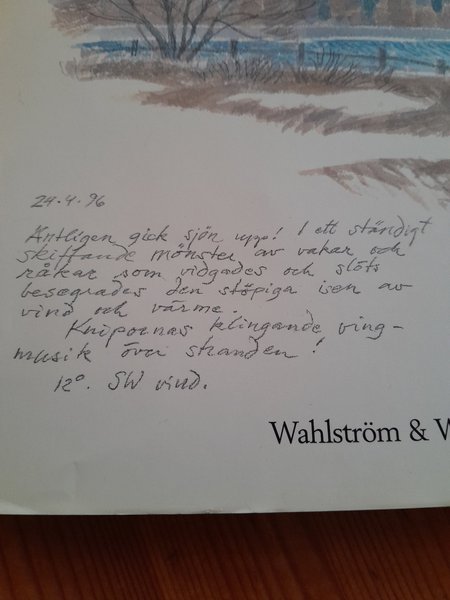 24.4.96
Äntligen gick sjön upp! I ett ständigt
skiftande mönster av vakar och
råkar som vidgades och slöts
besegrades den stöpiga isen av
vind och värme.
Knipornas klingande ving-
musik över stranden!
12°. SW vind.
Wahlström & W